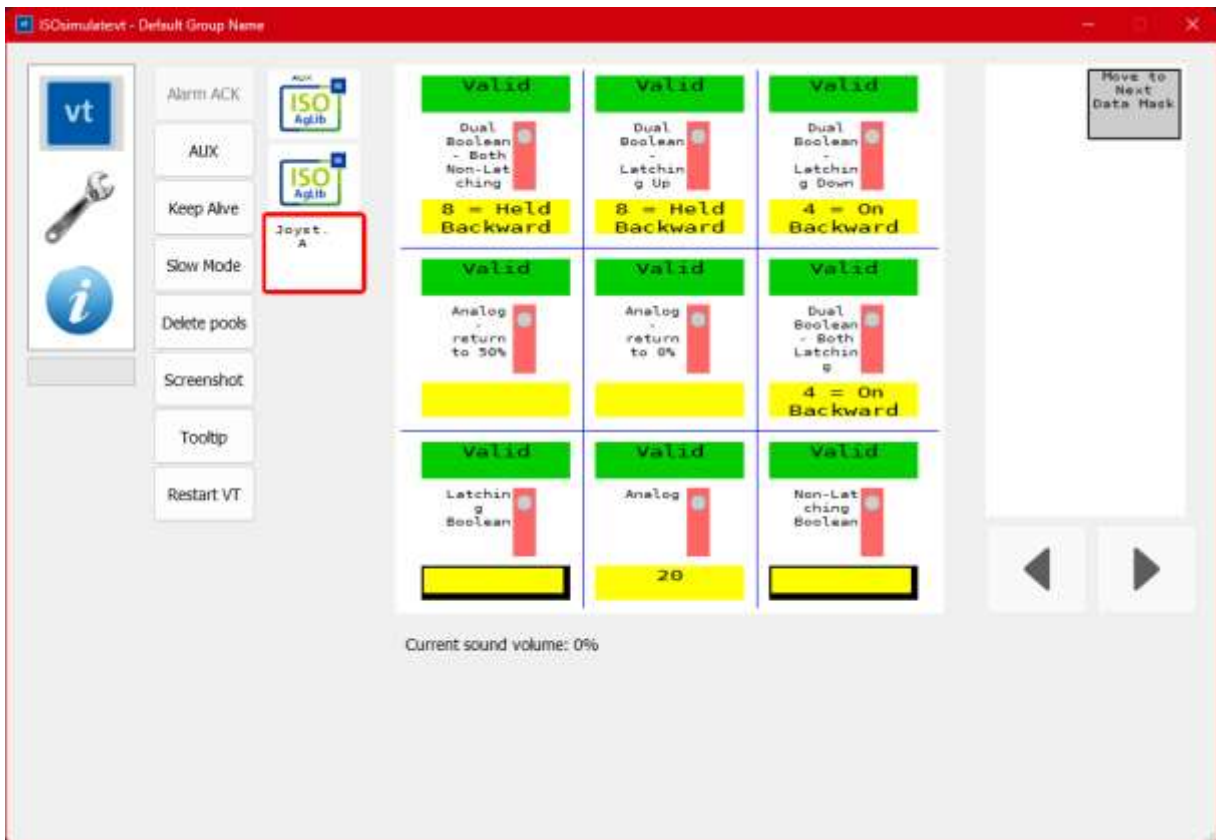 ISOsimulatevt - Default Group Name
vt
Alarm ACK
AUX
Keep Alive
Slow Mode
Delete pools
Screenshot
Tooltip
Restart VT
AUX
ISO
AgLib
ISO
AgLib
Joyst.
A
Valid
Dual
Boolean
- Both
Non-Lat
ching
8 = Held
Backward
Valid
Dual
Boolean
-
Latchin
g Up
8 = Held
Backward
Valid
Dual
Boolean
-
Latchin
g Down
4 = On
Backward
Valid
Analog
-
return
to 50%
Valid
Analog
-
return
to 0%
Valid
Dual
Boolean
- Both
Latchin
g
4 = On
Backward
Valid
Latchin
g
Boolean
Valid
Analog
20
Valid
Non-Lat
ching
Boolean
Move to
Next
Data Mask
Current sound volume: 0%